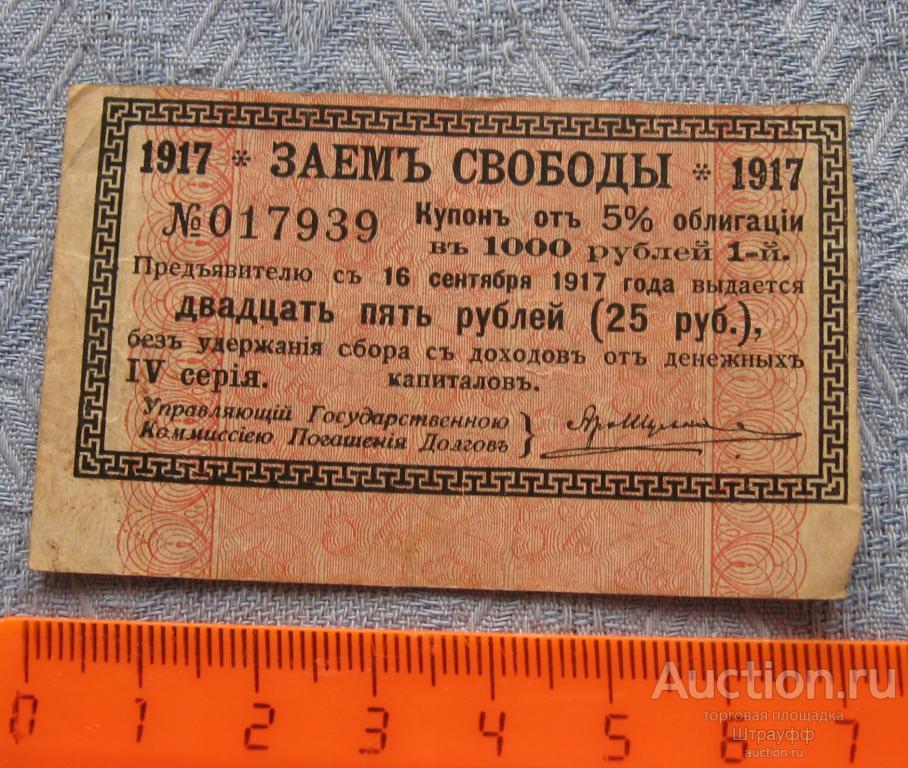 1917 * ЗАЕМЪ СВОБОДЫ * 1917
№017939
Купонъ отъ 5% облигаціи
въ 1000 рублей 1-й.
Предъявителю съ 16 сентября 1917 года выдается
двадцать пять рублей (25 руб.),
безъ удержанія сбора съ доходовъ отъ денежныхъ
IV серія. капиталовъ.
Управляющій Государственною
Коммиссіею Погашенія Долговъ
0 1 2 3 4 5 6 7
Auction.ru
торговая площадка
Штрауфф
auction.ru